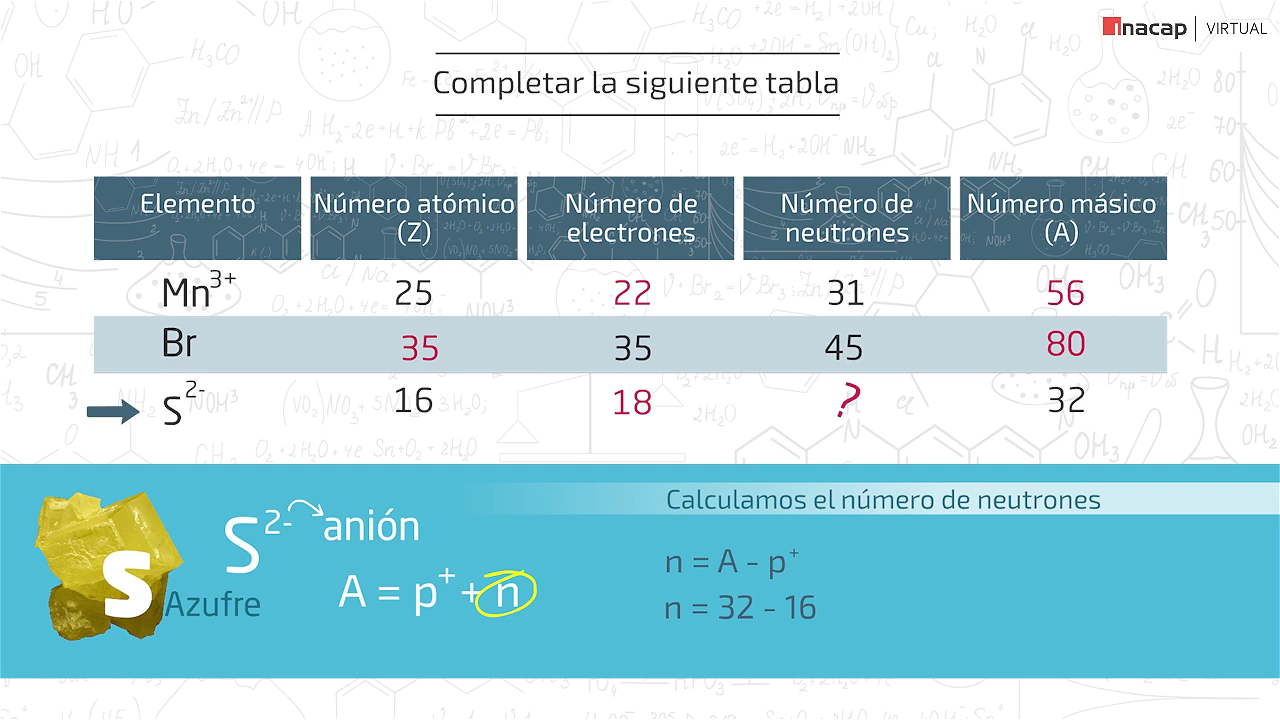 inacap | VIRTUAL
Completar la siguiente tabla
Elemento
Número atómico
(Z)
Número de
electrones
Número de
neutrones
Número másico
(A)
Mn³⁺ 25 22 31 56
Br 35 35 45 80
S²⁻ 16 18 ? 32
Calculamos el número de neutrones
S²⁻ anión
A = p⁺ + n
S Azufre
n = A - p⁺
n = 32 - 16